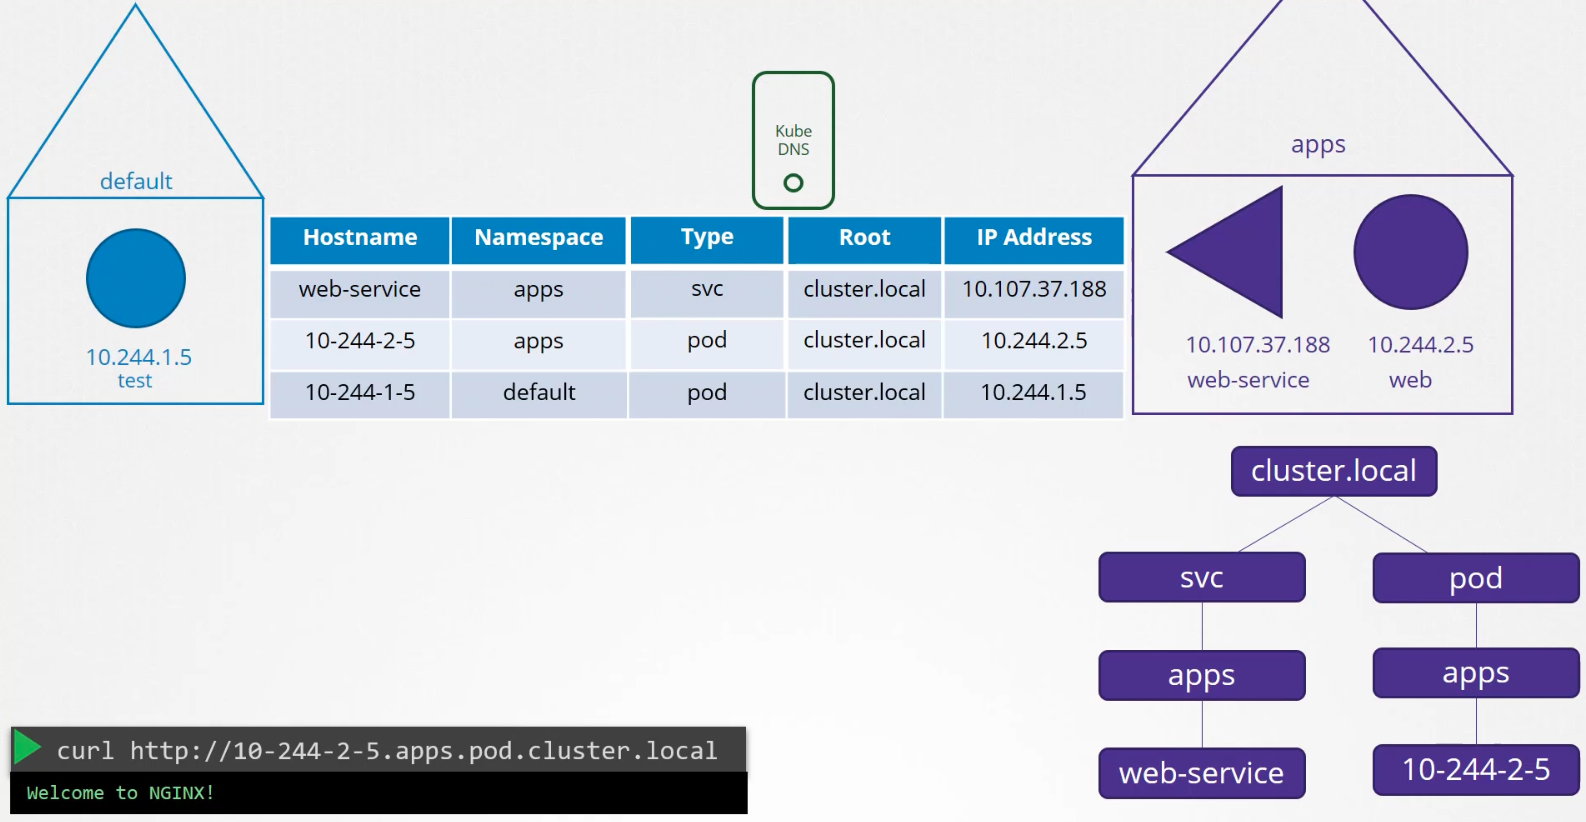 default
10.244.1.5
test
Kube
DNS
Hostname Namespace Type Root IP Address
web-service apps svc cluster.local 10.107.37.188
10-244-2-5 apps pod cluster.local 10.244.2.5
10-244-1-5 default pod cluster.local 10.244.1.5
apps
10.107.37.188 10.244.2.5
web-service web
cluster.local
svc pod
apps apps
web-service 10-244-2-5
curl http://10-244-2-5.apps.pod.cluster.local
Welcome to NGINX!